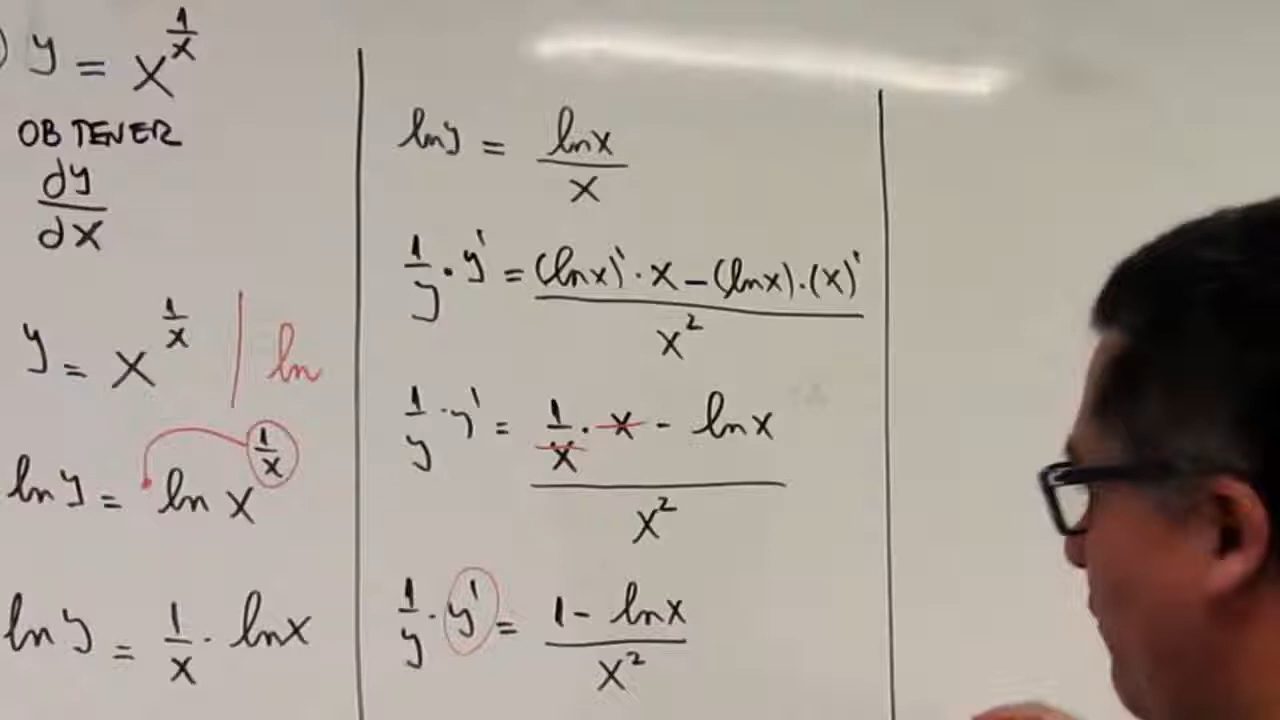 ) y = x^(1/x)
OBTENER
dy/dx
y = x^(1/x) | ln
ln y = ln x^(1/x)
ln y = 1/x · ln x
ln y = ln x / x
1/y · y' = ((ln x)' · x - (ln x) · (x)') / x²
1/y · y' = (1/x · x - ln x) / x²
1/y · y' = (1 - ln x) / x²